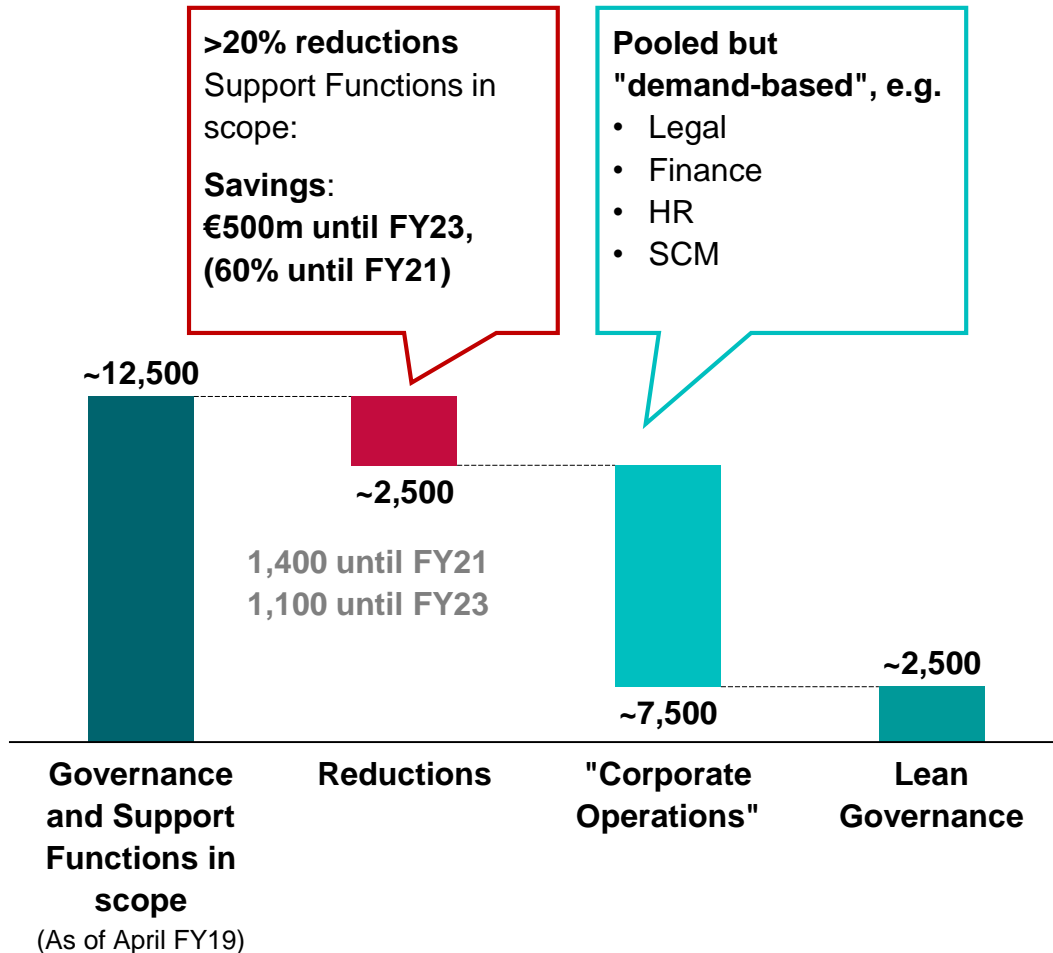 >20% reductions
Support Functions in
scope:
Savings:
€500m until FY23,
(60% until FY21)
Pooled but
"demand-based", e.g.
• Legal
• Finance
• HR
• SCM
~12,500
~2,500
1,400 until FY21
1,100 until FY23
~7,500
~2,500
Governance
and Support
Functions in
scope
(As of April FY19)
Reductions
"Corporate
Operations"
Lean
Governance